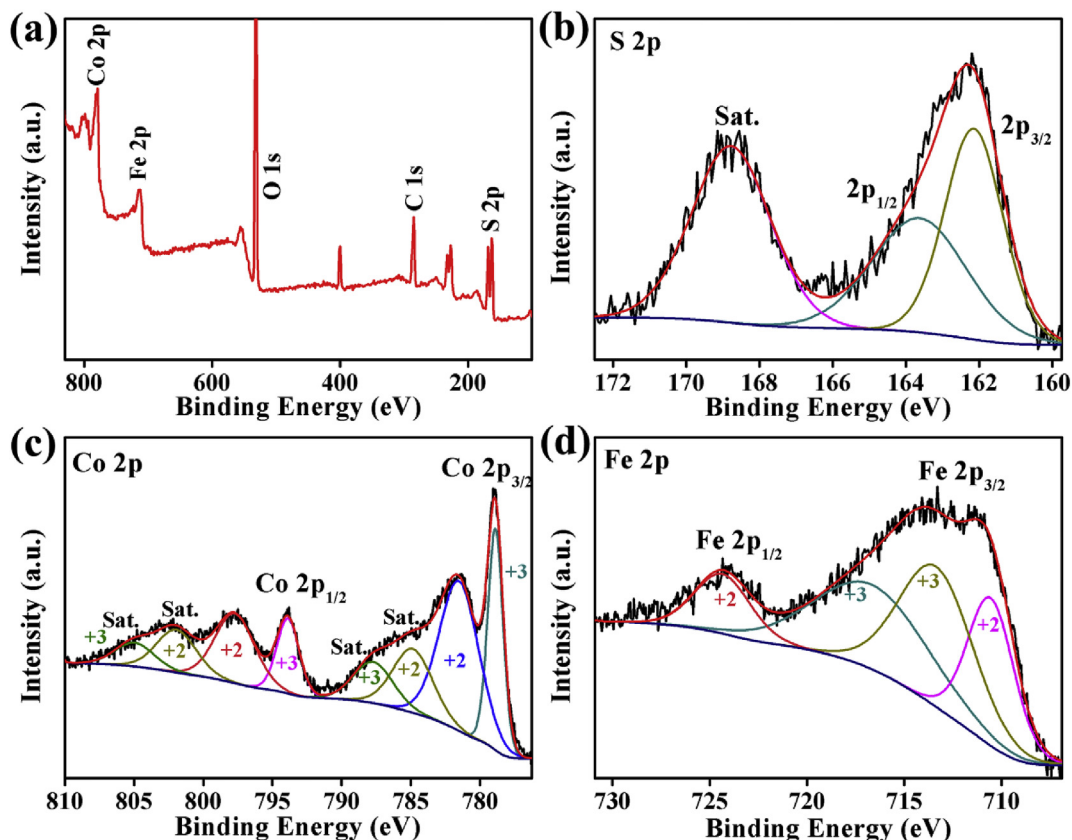 (a)
Co 2p
Fe 2p
O 1s
C 1s
S 2p
Intensity (a.u.)
800 600 400 200
Binding Energy (eV)
(b)
S 2p
Sat.
2p1/2
2p3/2
Intensity (a.u.)
172 170 168 166 164 162 160
Binding Energy (eV)
(c)
Co 2p
Co 2p3/2
+3
Co 2p1/2
Sat.
Sat.
Sat.
Sat.
+3
+2
+2
+3
+3
+2
+2
Intensity (a.u.)
810 805 800 795 790 785 780
Binding Energy (eV)
(d)
Fe 2p
Fe 2p3/2
Fe 2p1/2
+2
+3
+3
+2
Intensity (a.u.)
730 725 720 715 710
Binding Energy (eV)